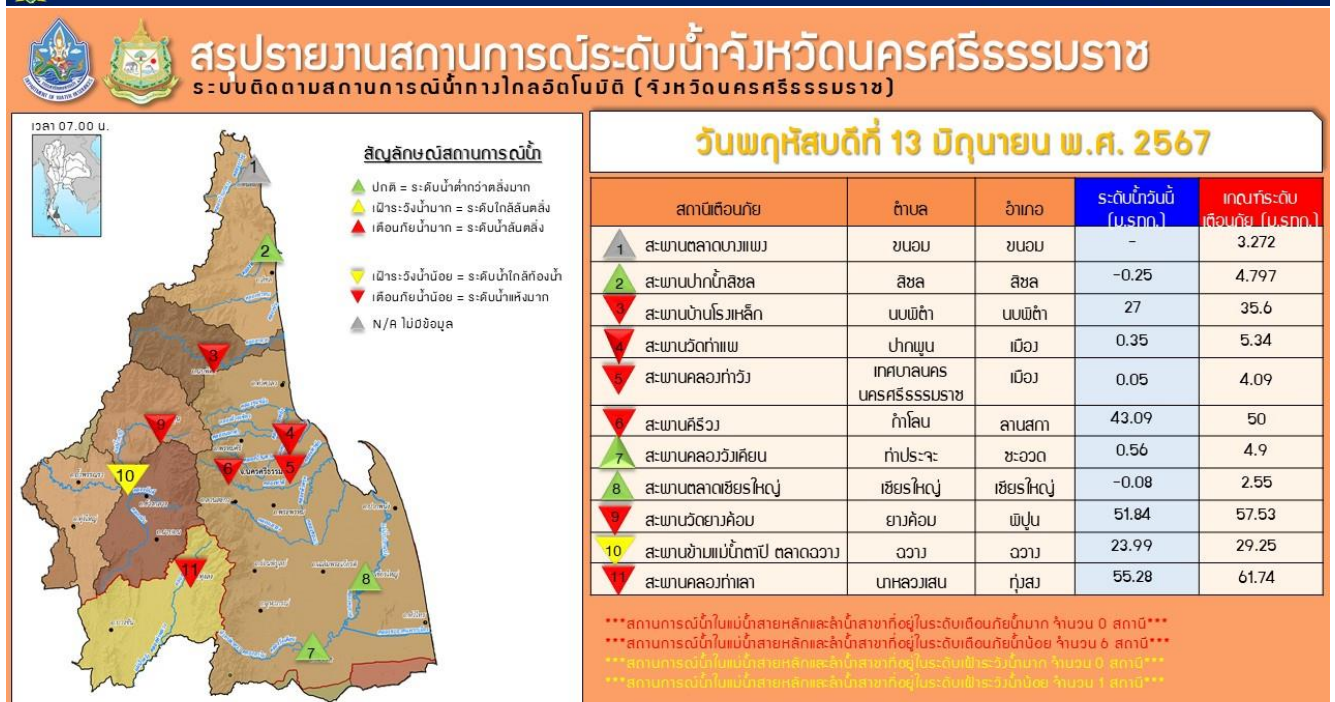 สรุปรายงานสถานการณ์ระดับน้ำจังหวัดนครศรีธรรมราช
ระบบติดตามสถานการณ์น้ำทางไกลอัตโนมัติ (จังหวัดนครศรีธรรมราช)
เวลา 07.00 น.
สัญลักษณ์สถานการณ์น้ำ
ปกติ = ระดับน้ำต่ำกว่าตลิ่งมาก
เฝ้าระวังน้ำมาก = ระดับใกล้ล้นตลิ่ง
เตือนภัยน้ำมาก = ระดับน้ำล้นตลิ่ง
เฝ้าระวังน้ำน้อย = ระดับน้ำใกล้ท้องน้ำ
เตือนภัยน้ำน้อย = ระดับน้ำแห้งมาก
N/A ไม่มีข้อมูล
1
2
3
9
4
10
6
5
11
8
7
วันพฤหัสบดีที่ 13 มิถุนายน พ.ศ. 2567
สถานีเตือนภัย ตำบล อำเภอ ระดับน้ำวันนี้ (ม.รทก.) เกณฑ์ระดับเตือนภัย (ม.รทก.)
1 สะพานตลาดบางแพง ขนอม ขนอม - 3.272
2 สะพานปากน้ำสิชล สิชล สิชล -0.25 4.797
3 สะพานบ้านโรงเหล็ก นบพิตำ นบพิตำ 27 35.6
4 สะพานวัดท่าแพ ปากพูน เมือง 0.35 5.34
5 สะพานคลองท่าวัง เทศบาลนครนครศรีธรรมราช เมือง 0.05 4.09
6 สะพานคีรีวง กำโลน ลานสกา 43.09 50
7 สะพานคลองวังเคียน ท่าประจะ ชะอวด 0.56 4.9
8 สะพานตลาดเชียรใหญ่ เชียรใหญ่ เชียรใหญ่ -0.08 2.55
9 สะพานวัดยางค้อม ยางค้อม พิปูน 51.84 57.53
10 สะพานข้ามแม่น้ำตาปี ตลาดฉวาง ฉวาง ฉวาง 23.99 29.25
11 สะพานคลองท่าเลา นาหลวงเสน ทุ่งสง 55.28 61.74
***สถานการณ์น้ำในแม่น้ำสายหลักและลำน้ำสาขาที่อยู่ในระดับเตือนภัยน้ำมาก จำนวน 0 สถานี***
***สถานการณ์น้ำในแม่น้ำสายหลักและลำน้ำสาขาที่อยู่ในระดับเตือนภัยน้ำน้อย จำนวน 6 สถานี***
***สถานการณ์น้ำในแม่น้ำสายหลักและลำน้ำสาขาที่อยู่ในระดับเฝ้าระวังน้ำมาก จำนวน 0 สถานี***
***สถานการณ์น้ำในแม่น้ำสายหลักและลำน้ำสาขาที่อยู่ในระดับเฝ้าระวังน้ำน้อย จำนวน 1 สถานี***